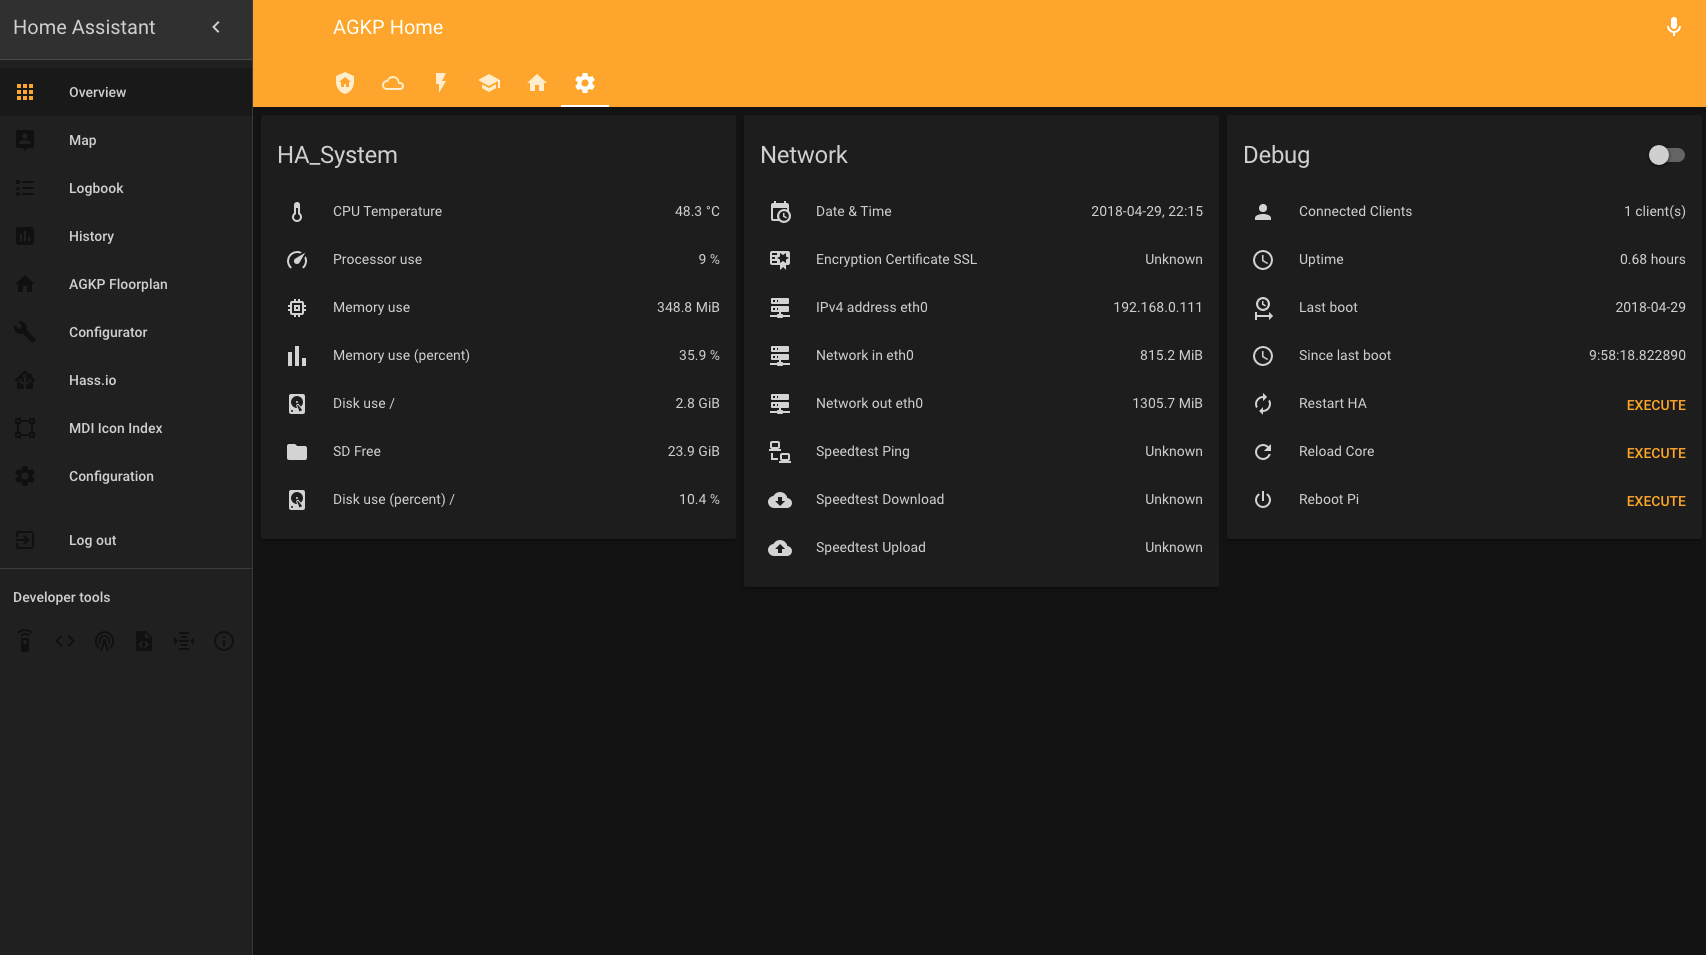 Home Assistant
Overview
Map
Logbook
History
AGKP Floorplan
Configurator
Hass.io
MDI Icon Index
Configuration
Log out
Developer tools
AGKP Home
HA_System
CPU Temperature 48.3 °C
Processor use 9 %
Memory use 348.8 MiB
Memory use (percent) 35.9 %
Disk use / 2.8 GiB
SD Free 23.9 GiB
Disk use (percent) / 10.4 %
Network
Date & Time 2018-04-29, 22:15
Encryption Certificate SSL Unknown
IPv4 address eth0 192.168.0.111
Network in eth0 815.2 MiB
Network out eth0 1305.7 MiB
Speedtest Ping Unknown
Speedtest Download Unknown
Speedtest Upload Unknown
Debug
Connected Clients 1 client(s)
Uptime 0.68 hours
Last boot 2018-04-29
Since last boot 9:58:18.822890
Restart HA EXECUTE
Reload Core EXECUTE
Reboot Pi EXECUTE